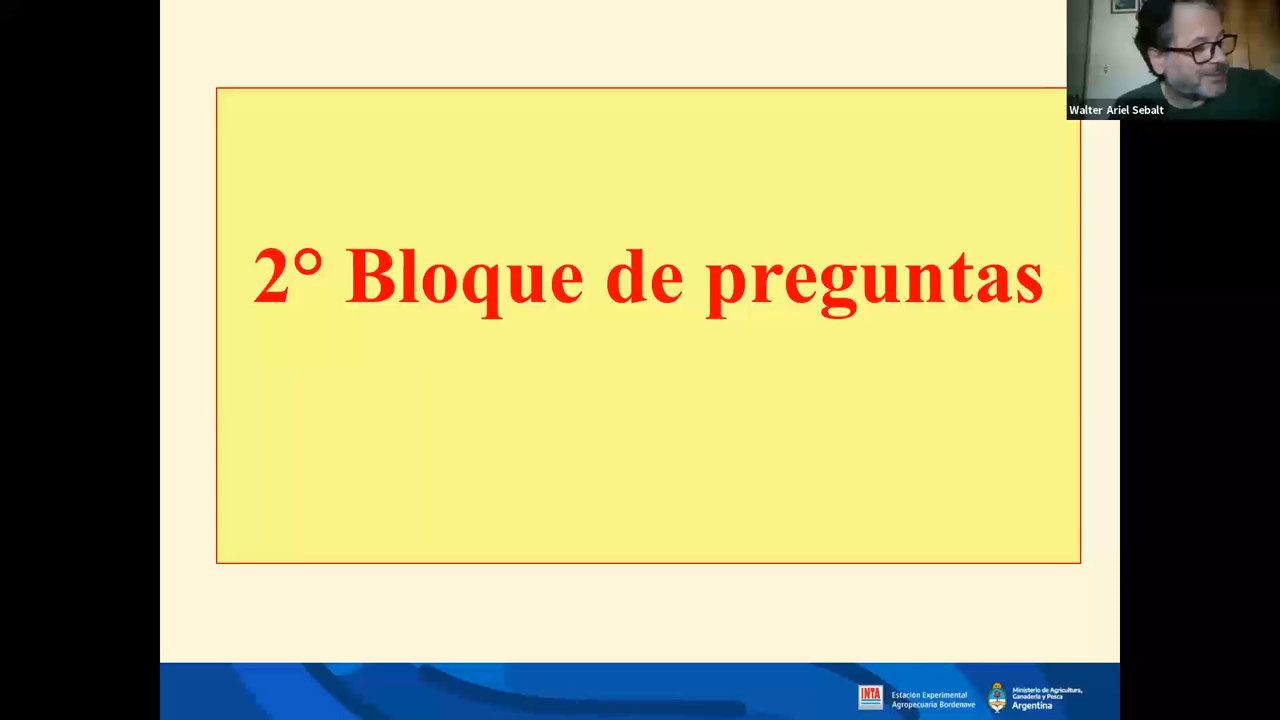 Walter Ariel Sebalt
2° Bloque de preguntas
INTA
Estación Experimental
Agropecuaria Bordenave
Ministerio de Agricultura,
Ganadería y Pesca
Argentina